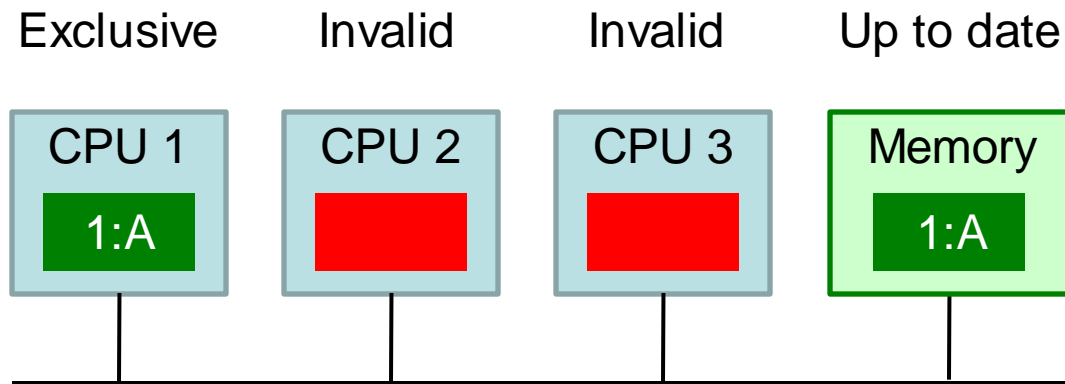 Exclusive Invalid Invalid Up to date
CPU 1 CPU 2 CPU 3 Memory
1:A 1:A